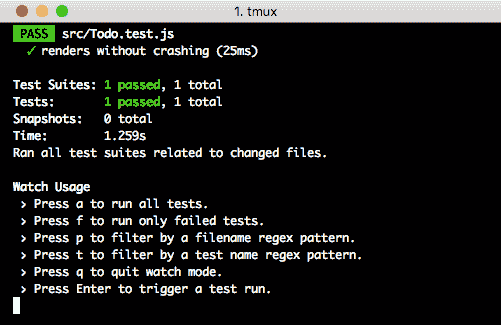 1. tmux
PASS src/Todo.test.js
✓ renders without crashing (25ms)
Test Suites: 1 passed, 1 total
Tests: 1 passed, 1 total
Snapshots: 0 total
Time: 1.259s
Ran all test suites related to changed files.
Watch Usage
› Press a to run all tests.
› Press f to run only failed tests.
› Press p to filter by a filename regex pattern.
› Press t to filter by a test name regex pattern.
› Press q to quit watch mode.
› Press Enter to trigger a test run.